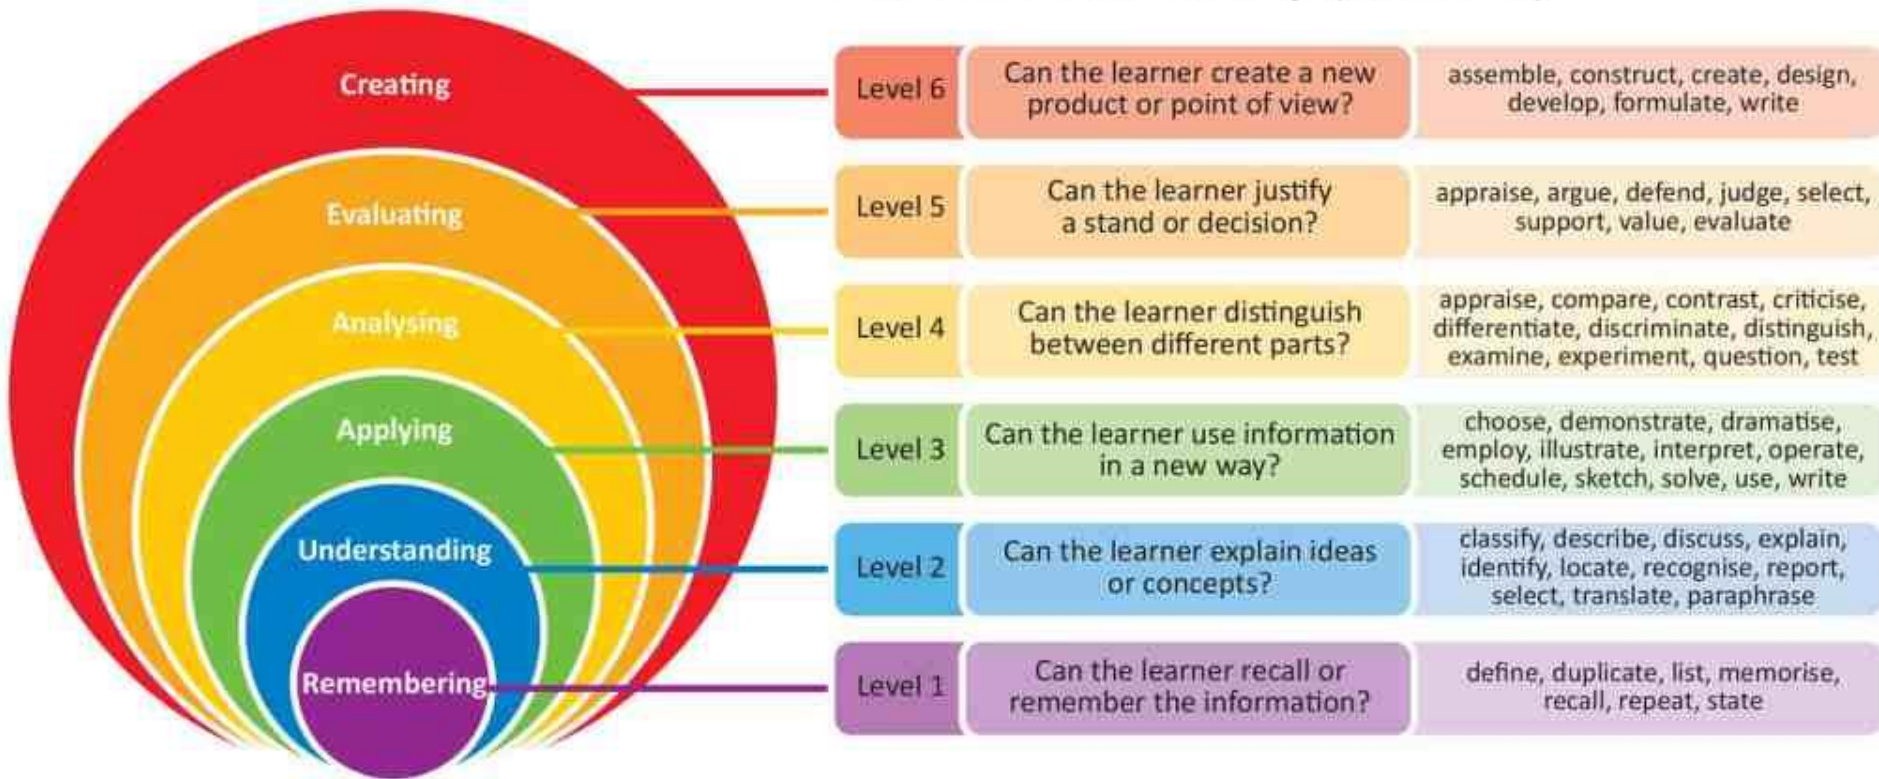 Creating
Level 6
Can the learner create a new
product or point of view?
assemble, construct, create, design,
develop, formulate, write
Evaluating
Level 5
Can the learner justify
a stand or decision?
appraise, argue, defend, judge, select,
support, value, evaluate
Analysing
Level 4
Can the learner distinguish
between different parts?
appraise, compare, contrast, criticise,
differentiate, discriminate, distinguish,
examine, experiment, question, test
Applying
Level 3
Can the learner use information
in a new way?
choose, demonstrate, dramatise,
employ, illustrate, interpret, operate,
schedule, sketch, solve, use, write
Understanding
Level 2
Can the learner explain ideas
or concepts?
classify, describe, discuss, explain,
identify, locate, recognise, report,
select, translate, paraphrase
Remembering
Level 1
Can the learner recall or
remember the information?
define, duplicate, list, memorise,
recall, repeat, state